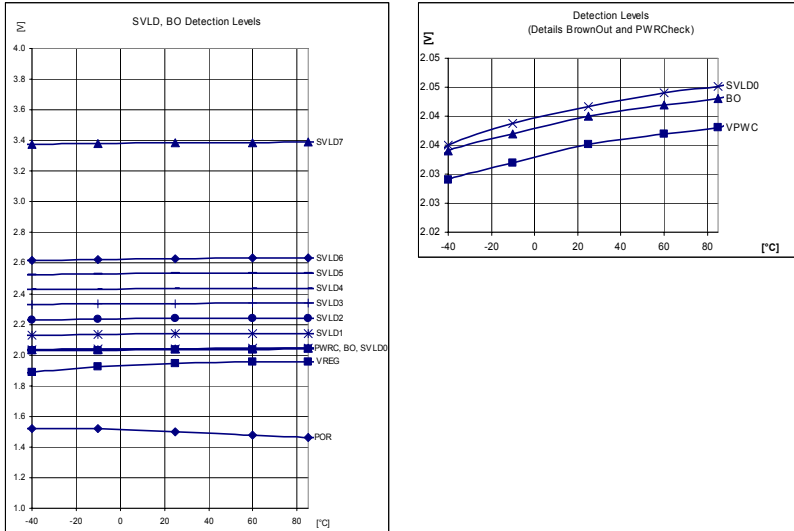 SVLD, BO Detection Levels
[V]
4.0
3.8
3.6
3.4
3.2
3.0
2.8
2.6
2.4
2.2
2.0
1.8
1.6
1.4
1.2
1.0
SVLD7
SVLD6
SVLD5
SVLD4
SVLD3
SVLD2
SVLD1
PWRC, BO, SVLD0
VREG
POR
-40 -20 0 20 40 60 80 [°C]
Detection Levels
(Details BrownOut and PWRCheck)
[V]
2.05
2.05
2.04
2.04
2.03
2.03
2.02
SVLD0
BO
VPWC
-40 -20 0 20 40 60 80 [°C]